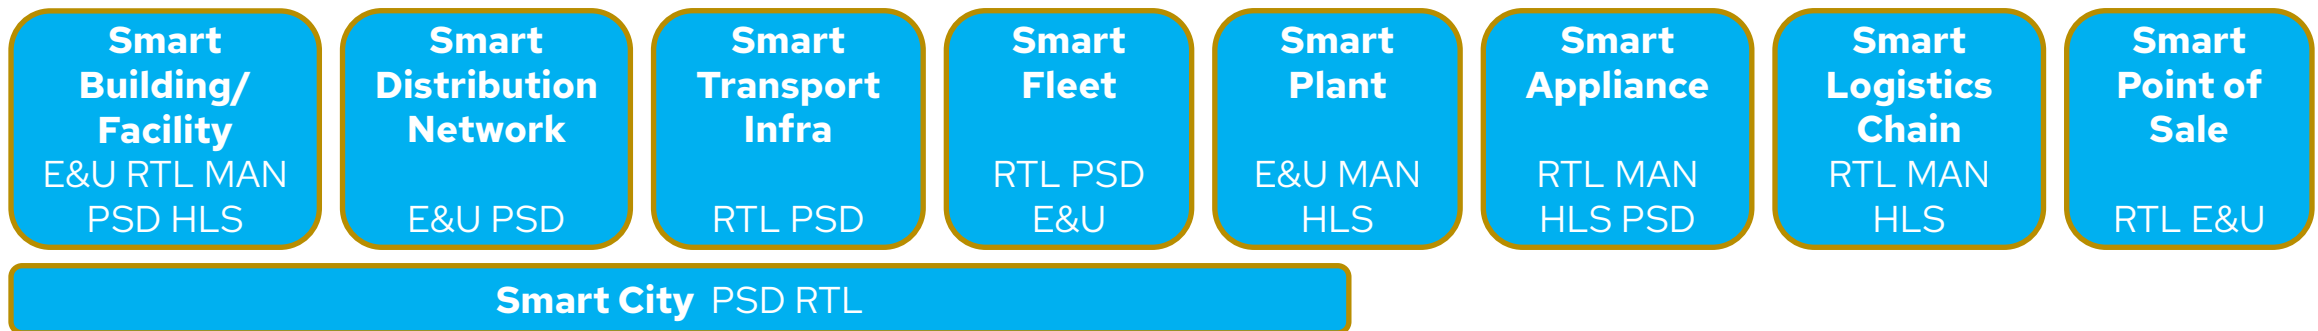 Smart
Building/
Facility
E&U RTL MAN
PSD HLS
Smart
Distribution
Network
E&U PSD
Smart
Transport
Infra
RTL PSD
Smart
Fleet
RTL PSD
E&U
Smart
Plant
E&U MAN
HLS
Smart
Appliance
RTL MAN
HLS PSD
Smart
Logistics
Chain
RTL MAN
HLS
Smart
Point of
Sale
RTL E&U
Smart City PSD RTL